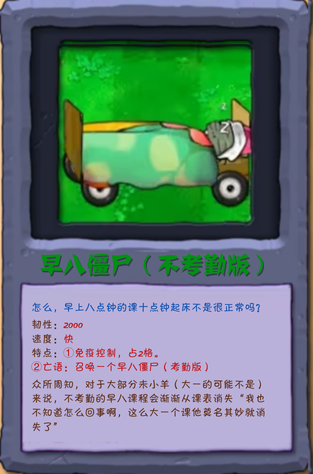 z
z
早八僵尸（不考勤版）
怎么，早上八点钟的课十点钟起床不是很正常吗？
韧性：2000
速度：快
特点：①免疫控制，占2格。
②亡语：召唤一个早八僵尸（考勤版）
众所周知，对于大部分未小羊（大一的可能不是）
来说，不考勤的早八课程会渐渐从课表消失“我也
不知道怎么回事啊，这么大一个课他莫名其妙就消
失了”